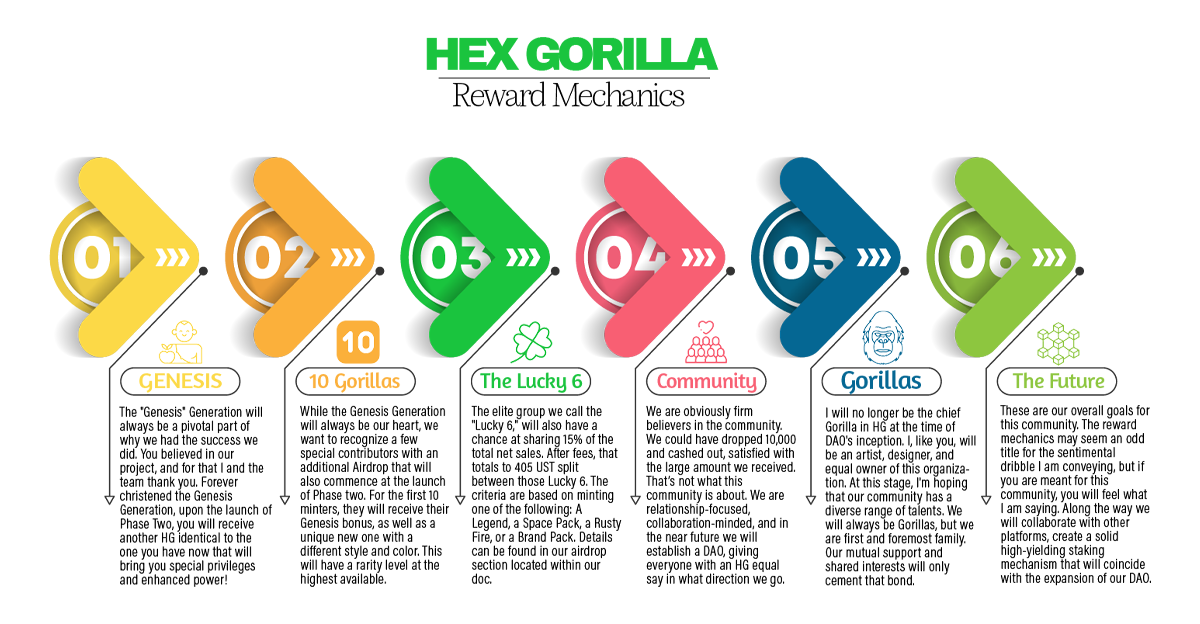 HEX GORILLA
Reward Mechanics
01
02
03
04
05
06
10
GENESIS
The "Genesis" Generation will
always be a pivotal part of
why we had the success we
did. You believed in our
project, and for that I and the
team thank you. Forever
christened the Genesis
Generation, upon the launch of
Phase Two, you will receive
another HG identical to the
one you have now that will
bring you special privileges
and enhanced power!
10 Gorillas
While the Genesis Generation
will always be our heart, we
want to recognize a few
special contributors with an
additional Airdrop that will
also commence at the launch
of Phase two. For the first 10
minters, they will receive their
Genesis bonus, as well as a
unique new one with a
different style and color. This
will have a rarity level at the
highest available.
The Lucky 6
The elite group we call the
"Lucky 6," will also have a
chance at sharing 15% of the
total net sales. After fees, that
totals to 405 UST split
between those Lucky 6. The
criteria are based on minting
one of the following: A
Legend, a Space Pack, a Rusty
Fire, or a Brand Pack. Details
can be found in our airdrop
section located within our
doc.
Community
We are obviously firm
believers in the community.
We could have dropped 10,000
and cashed out, satisfied with
the large amount we received.
That's not what this
community is about. We are
relationship-focused,
collaboration-minded, and in
the near future we will
establish a DAO, giving
everyone with an HG equal
say in what direction we go.
Gorillas
I will no longer be the chief
Gorilla in HG at the time of
DAO's inception. I, like you, will
be an artist, designer, and
equal owner of this organiza-
tion. At this stage, I'm hoping
that our community has a
diverse range of talents. We
will always be Gorillas, but we
are first and foremost family.
Our mutual support and
shared interests will only
cement that bond.
The Future
These are our overall goals for
this community. The reward
mechanics may seem an odd
title for the sentimental
dribble I am conveying, but if
you are meant for this
community, you will feel what
I am saying. Along the way we
will collaborate with other
platforms, create a solid
high-yielding staking
mechanism that will coincide
with the expansion of our DAO.